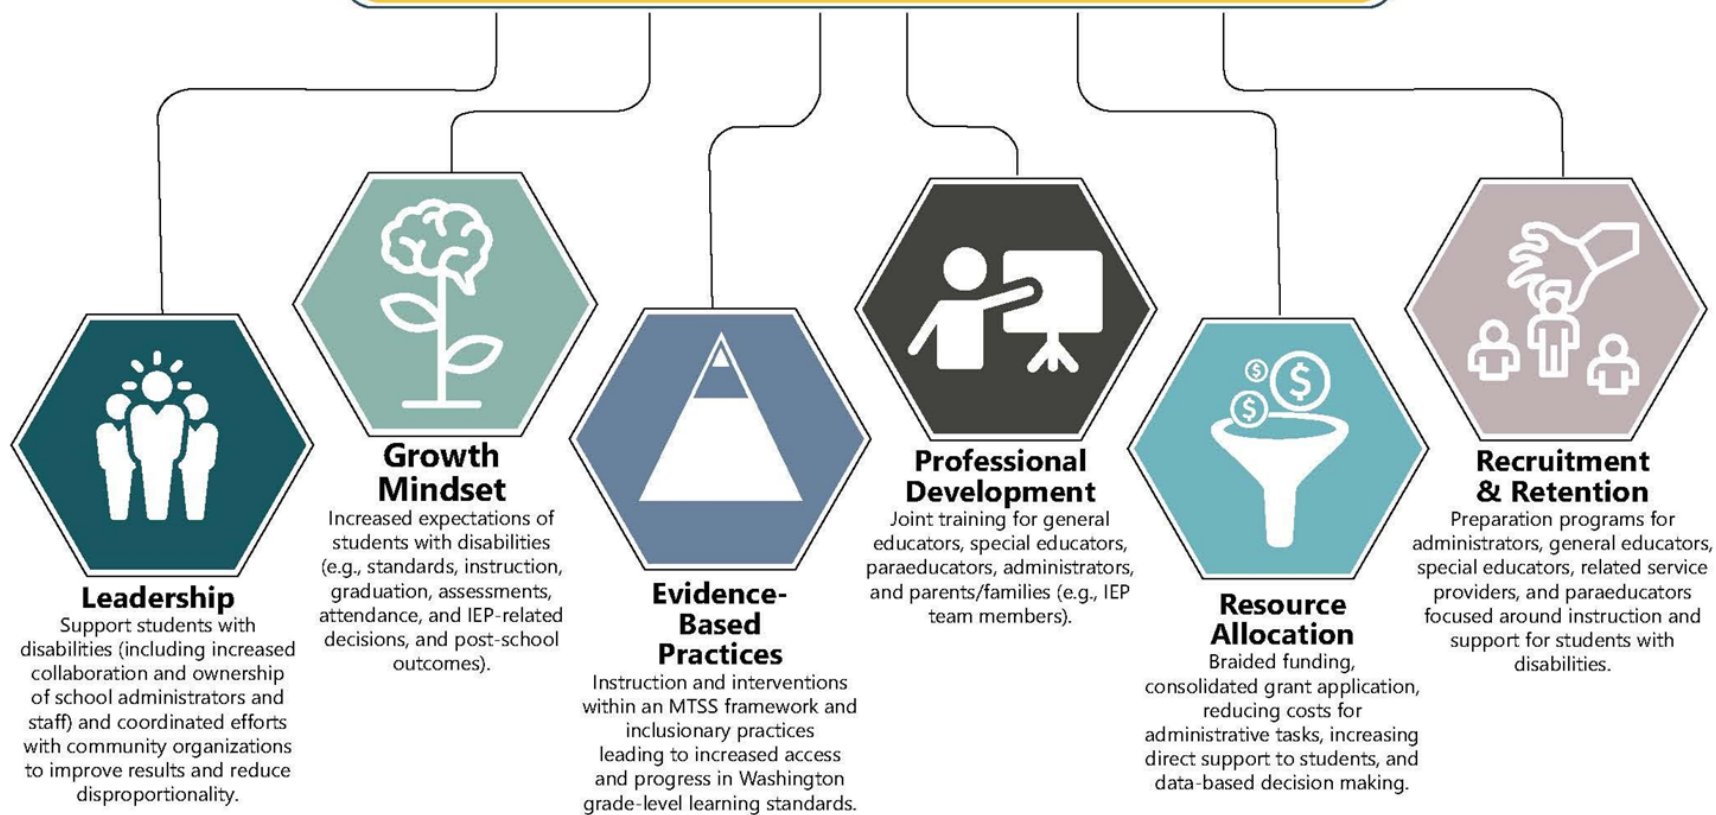 Leadership
Support students with
disabilities (including increased
collaboration and ownership
of school administrators and
staff) and coordinated efforts
with community organizations
to improve results and reduce
disproportionality.
Growth
Mindset
Increased expectations of
students with disabilities
(e.g., standards, instruction,
graduation, assessments,
attendance, and IEP-related
decisions, and post-school
outcomes).
Evidence-
Based
Practices
Instruction and interventions
within an MTSS framework and
inclusionary practices
leading to increased access
and progress in Washington
grade-level learning standards.
Professional
Development
Joint training for general
educators, special educators,
paraeducators, administrators,
and parents/families (e.g., IEP
team members).
$
$
$
Resource
Allocation
Braided funding,
consolidated grant application,
reducing costs for
administrative tasks, increasing
direct support to students, and
data-based decision making.
Recruitment
& Retention
Preparation programs for
administrators, general educators,
special educators, related service
providers, and paraeducators
focused around instruction and
support for students with
disabilities.